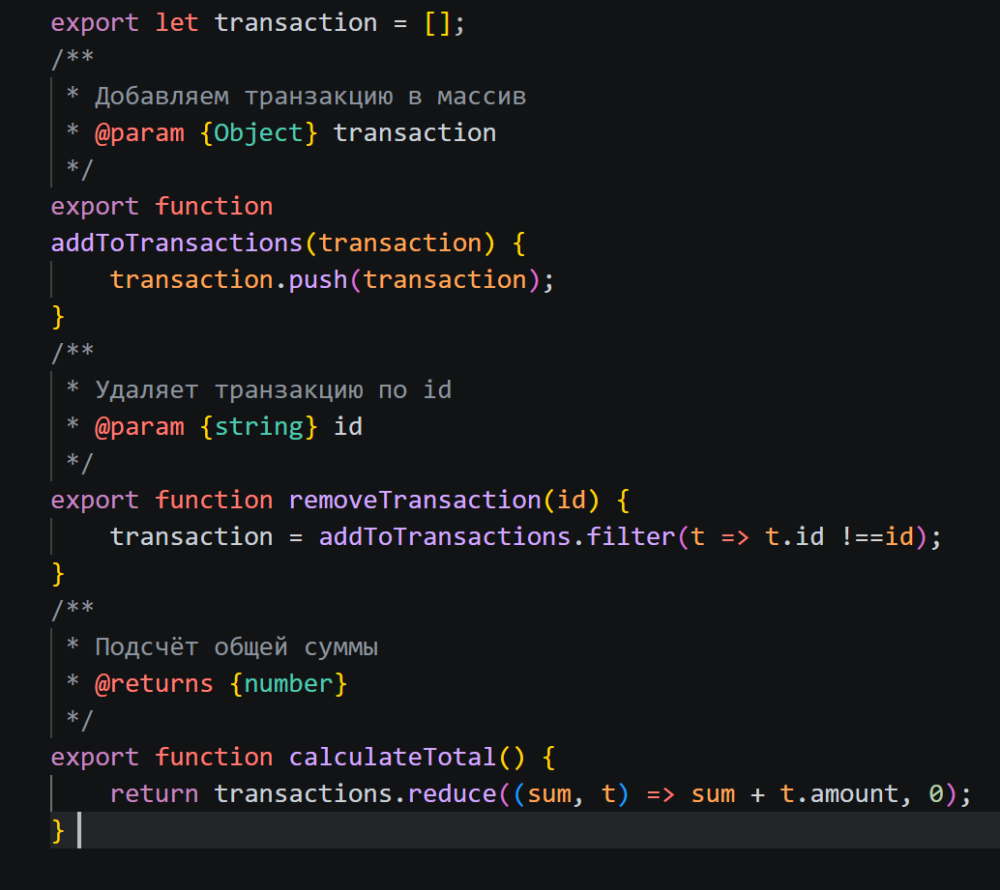 export let transaction = [];
/**
 * Добавляем транзакцию в массив
 * @param {Object} transaction
 */
export function
addToTransactions(transaction) {
    transaction.push(transaction);
}
/**
 * Удаляет транзакцию по id
 * @param {string} id
 */
export function removeTransaction(id) {
    transaction = addToTransactions.filter(t => t.id !==id);
}
/**
 * Подсчёт общей суммы
 * @returns {number}
 */
export function calculateTotal() {
    return transactions.reduce((sum, t) => sum + t.amount, 0);
}